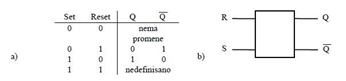 Set Reset Q Q̅
0 0 nema
promene
0 1 0 1
1 0 1 0
1 1 nedefinisano
a)
b)
R Q
S Q̅